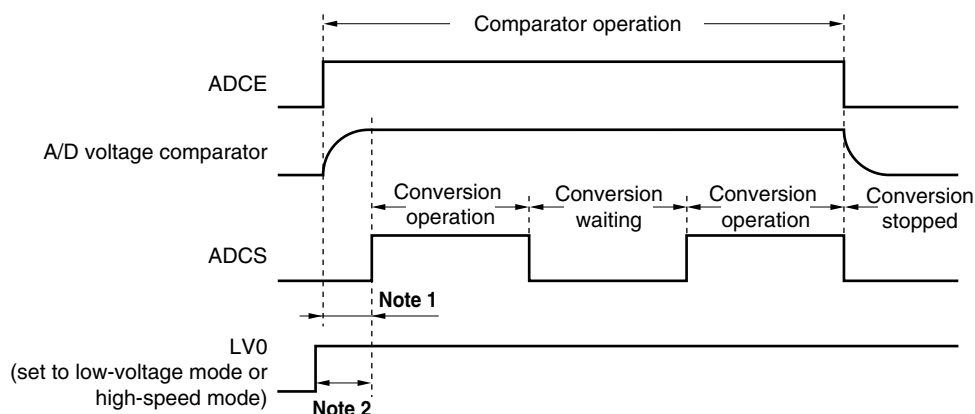 Comparator operation
ADCE
A/D voltage comparator
Conversion
operation
Conversion
waiting
Conversion
operation
Conversion
stopped
ADCS
Note 1
LV0
(set to low-voltage mode or
high-speed mode)
Note 2